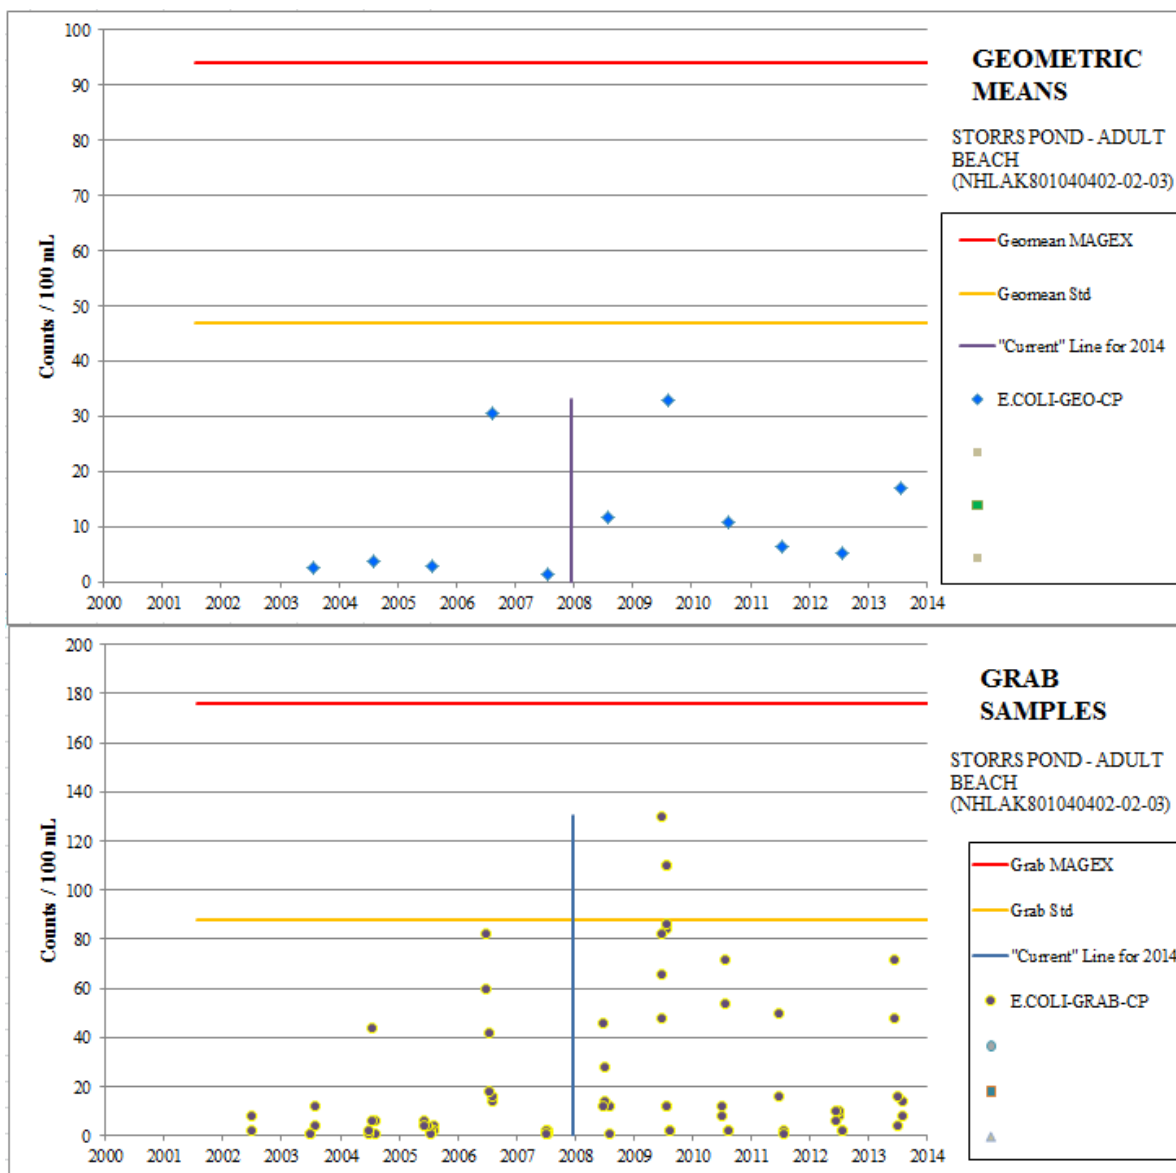 100
90
80
70
60
50
40
30
20
10
0
Counts / 100 mL
2000 2001 2002 2003 2004 2005 2006 2007 2008 2009 2010 2011 2012 2013 2014
GEOMETRIC
MEANS
STORRS POND - ADULT
BEACH
(NHLAK801040402-02-03)
Geomean MAGEX
Geomean Std
"Current" Line for 2014
E.COLI-GEO-CP
200
180
160
140
120
100
80
60
40
20
0
Counts / 100 mL
2000 2001 2002 2003 2004 2005 2006 2007 2008 2009 2010 2011 2012 2013 2014
GRAB
SAMPLES
STORRS POND - ADULT
BEACH
(NHLAK801040402-02-03)
Grab MAGEX
Grab Std
"Current" Line for 2014
E.COLI-GRAB-CP